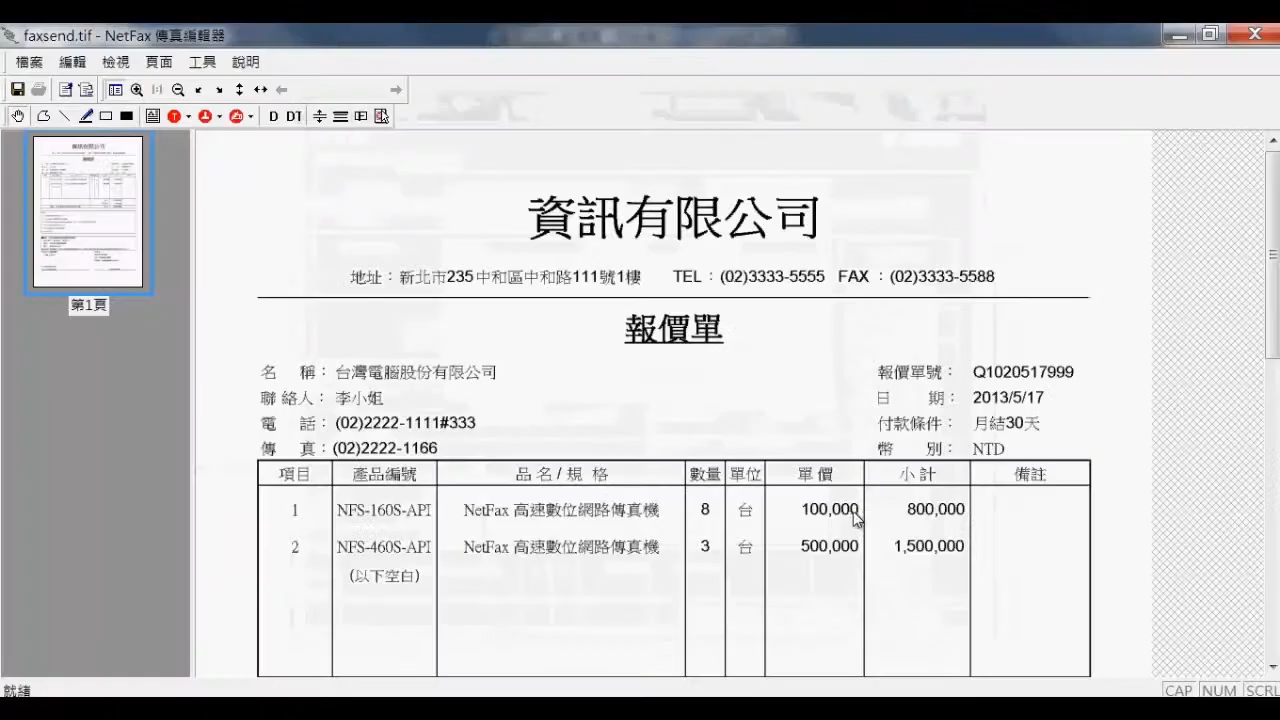 faxsend.tif - NetFax 傳真編輯器
檔案 編輯 檢視 頁面 工具 說明
D DT
第1頁
資訊有限公司
地址：新北市235中和區中和路111號1樓 TEL：(02)3333-5555 FAX：(02)3333-5588
報價單
名 稱：台灣電腦股份有限公司 報價單號： Q1020517999
聯 絡 人： 李小姐 日 期： 2013/5/17
電 話：(02)2222-1111#333 付款條件： 月結30天
傳 真：(02)2222-1166 幣 別： NTD
項目 產品編號 品 名 / 規 格 數量 單位 單 價 小 計 備註
1 NFS-160S-API NetFax 高速數位網路傳真機 8 台 100,000 800,000
2 NFS-460S-API NetFax 高速數位網路傳真機 3 台 500,000 1,500,000
(以下空白)
就緒 CAP NUM SCRL